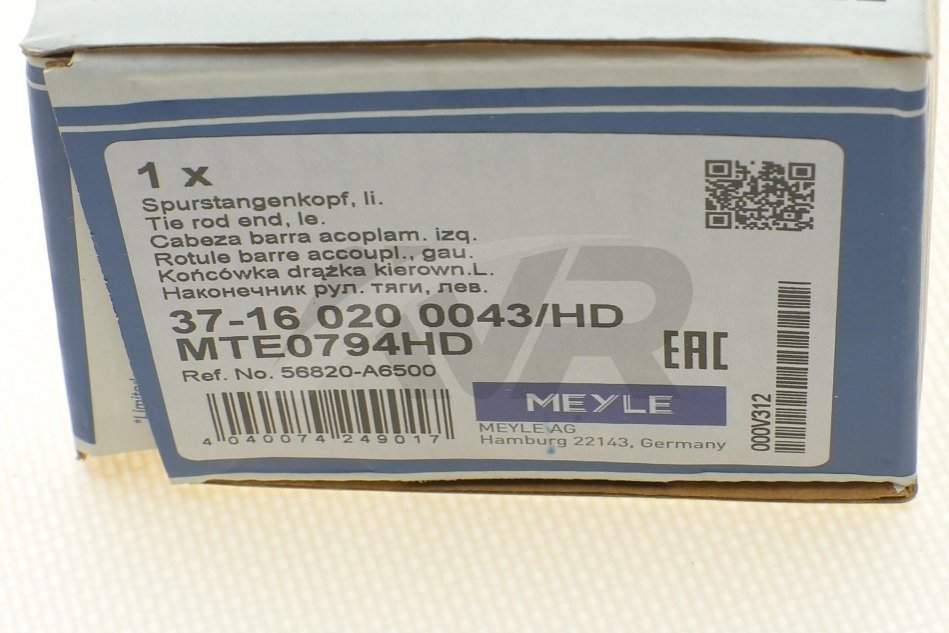 1 x
Spurstangenkopf, li.
Tie rod end, le.
Cabeza barra acoplam. izq.
Rotule barre accoupl., gau.
Końcówka drążka kierown.L.
Наконечник рул. тяги, лев.
37-16 020 0043/HD
MTE0794HD
Ref. No. 56820-A6500
EAC
4 040074 249017
MEYLE
MEYLE AG
Hamburg 22143, Germany
000V312
*Limited
VR